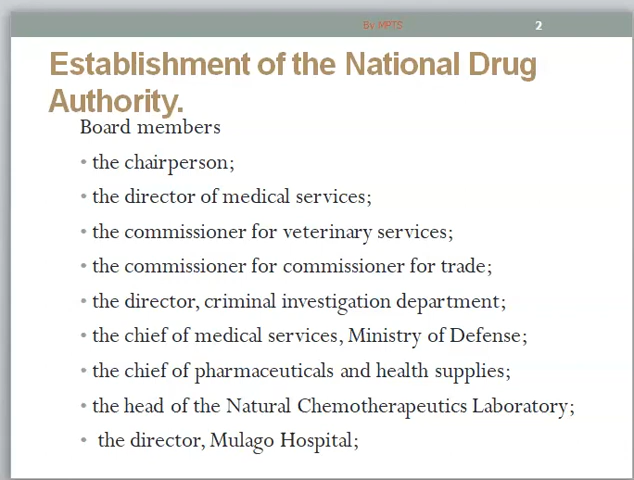 By MPTS
2
Establishment of the National Drug
Authority.
Board members
• the chairperson;
• the director of medical services;
• the commissioner for veterinary services;
• the commissioner for commissioner for trade;
• the director, criminal investigation department;
• the chief of medical services, Ministry of Defense;
• the chief of pharmaceuticals and health supplies;
• the head of the Natural Chemotherapeutics Laboratory;
• the director, Mulago Hospital;